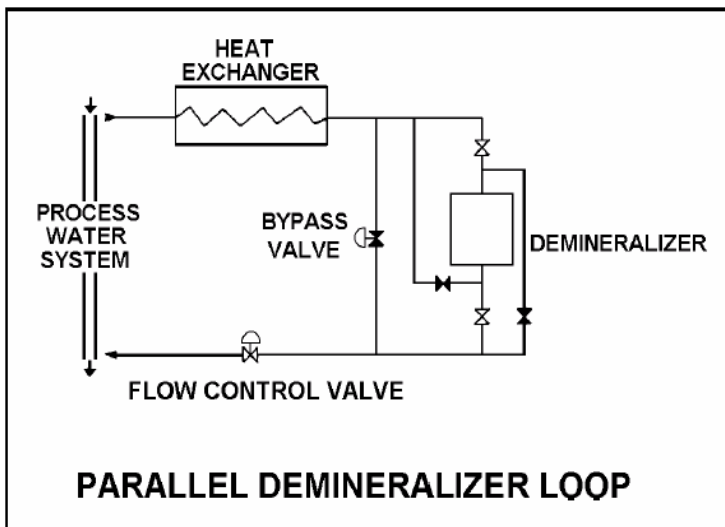 HEAT
EXCHANGER
PROCESS
WATER
SYSTEM
BYPASS
VALVE
DEMINERALIZER
FLOW CONTROL VALVE
PARALLEL DEMINERALIZER LOOP